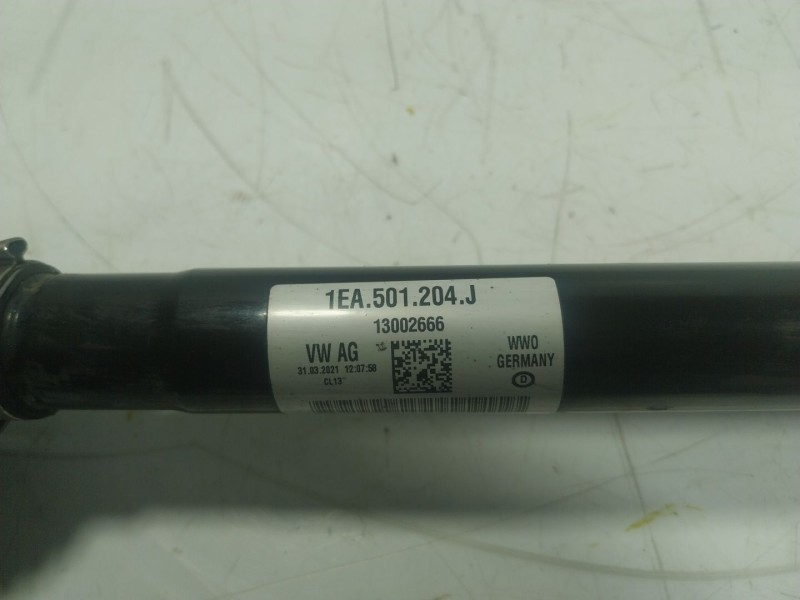 1EA.501.204.J
13002666
VW AG
WWO
GERMANY
31.03.2021 12:07:58
D
CL13